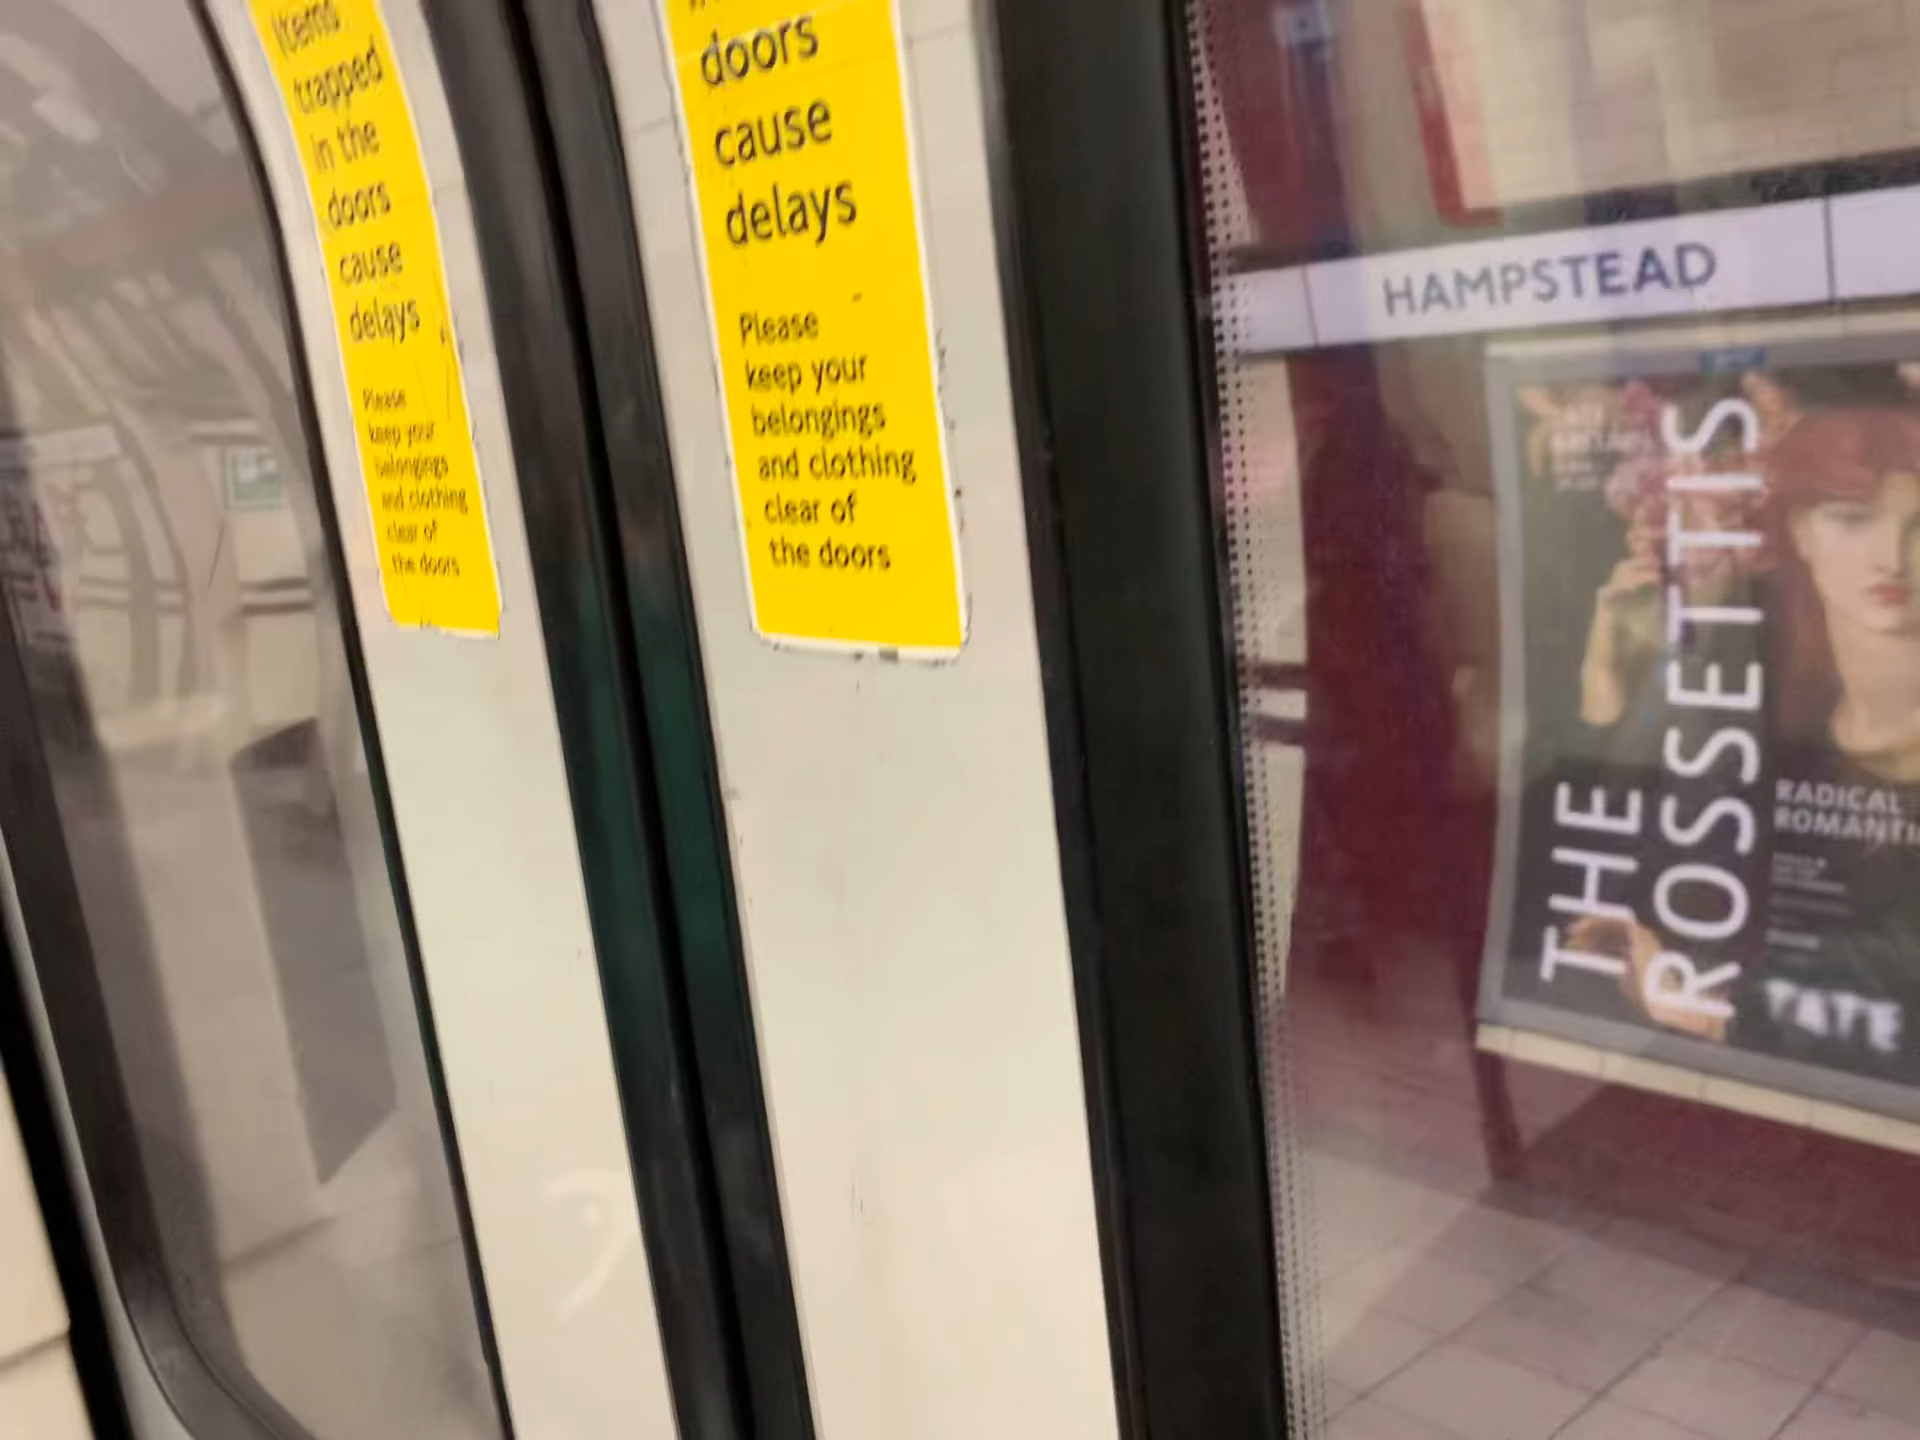 Items
trapped
in the
doors
cause
delays
Please
keep your
belongings
and clothing
clear of
the doors
doors
cause
delays
Please
keep your
belongings
and clothing
clear of
the doors
HAMPSTEAD
THE
ROSSETTIS
RADICAL
TATE